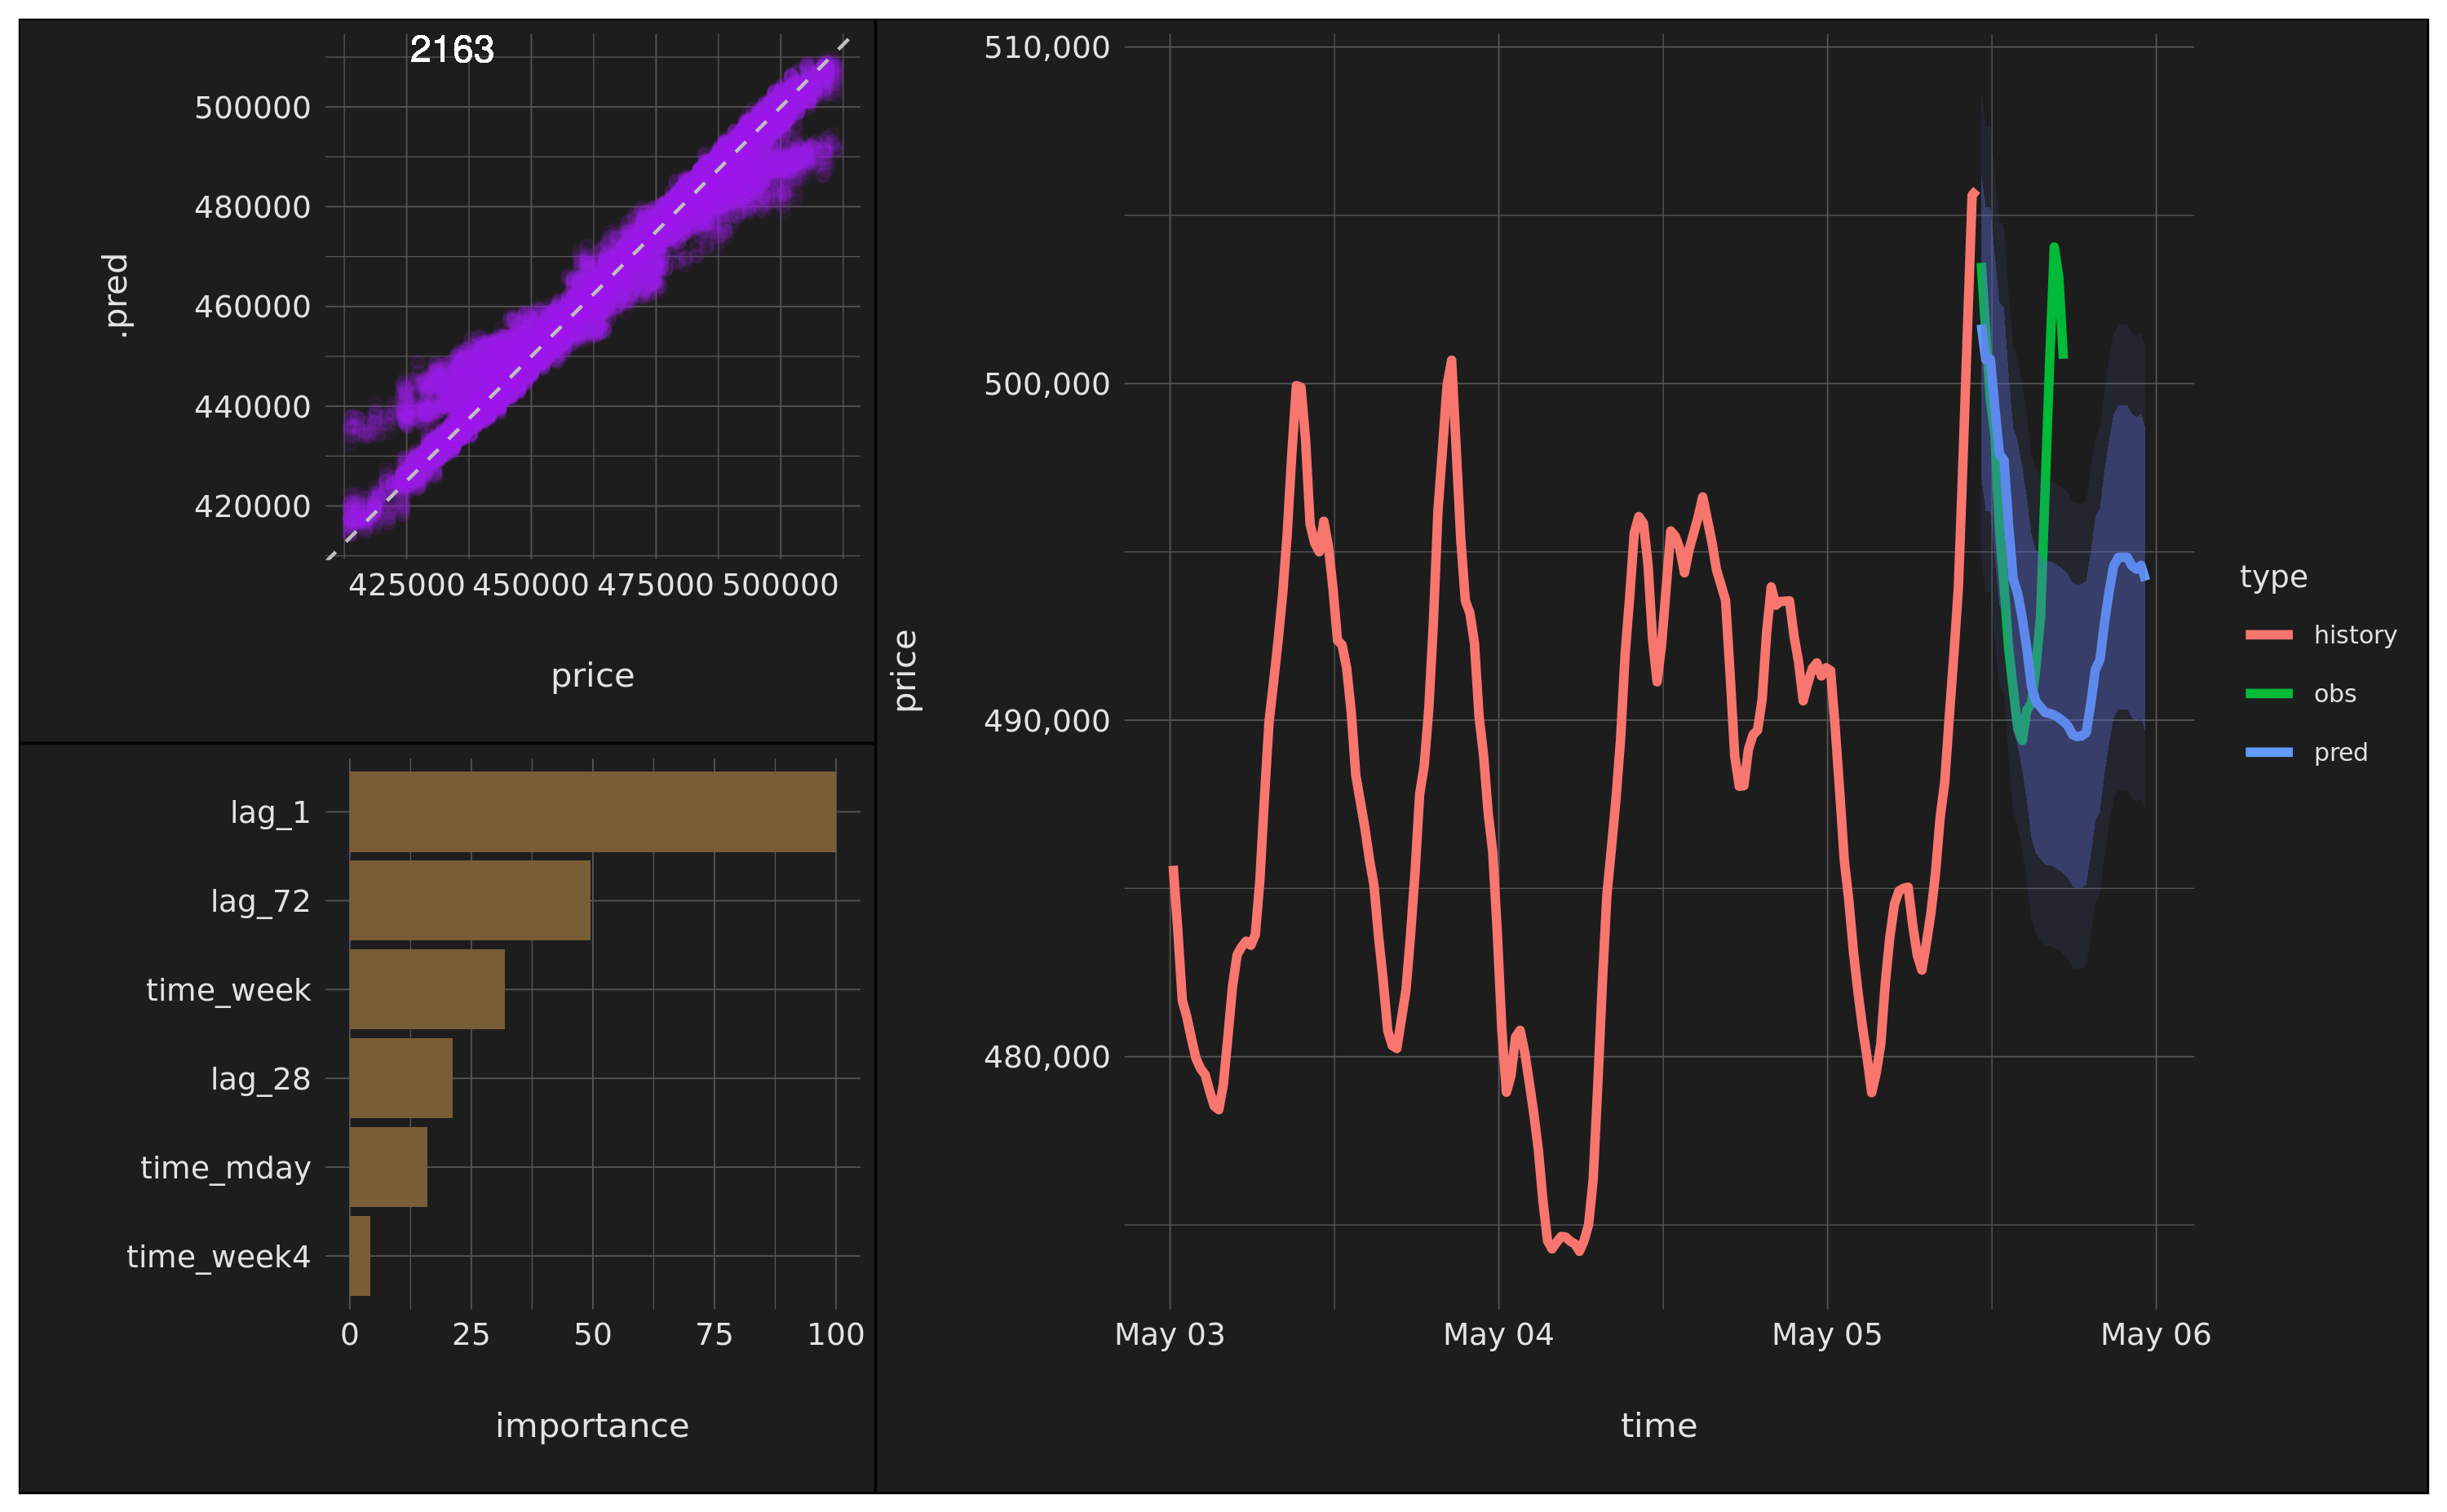 2163
500000
480000
460000
440000
420000
.pred
425000 450000 475000 500000
price
lag_1
lag_72
time_week
lag_28
time_mday
time_week4
0 25 50 75 100
importance
510,000
500,000
490,000
480,000
price
May 03 May 04 May 05 May 06
time
type
history
obs
pred